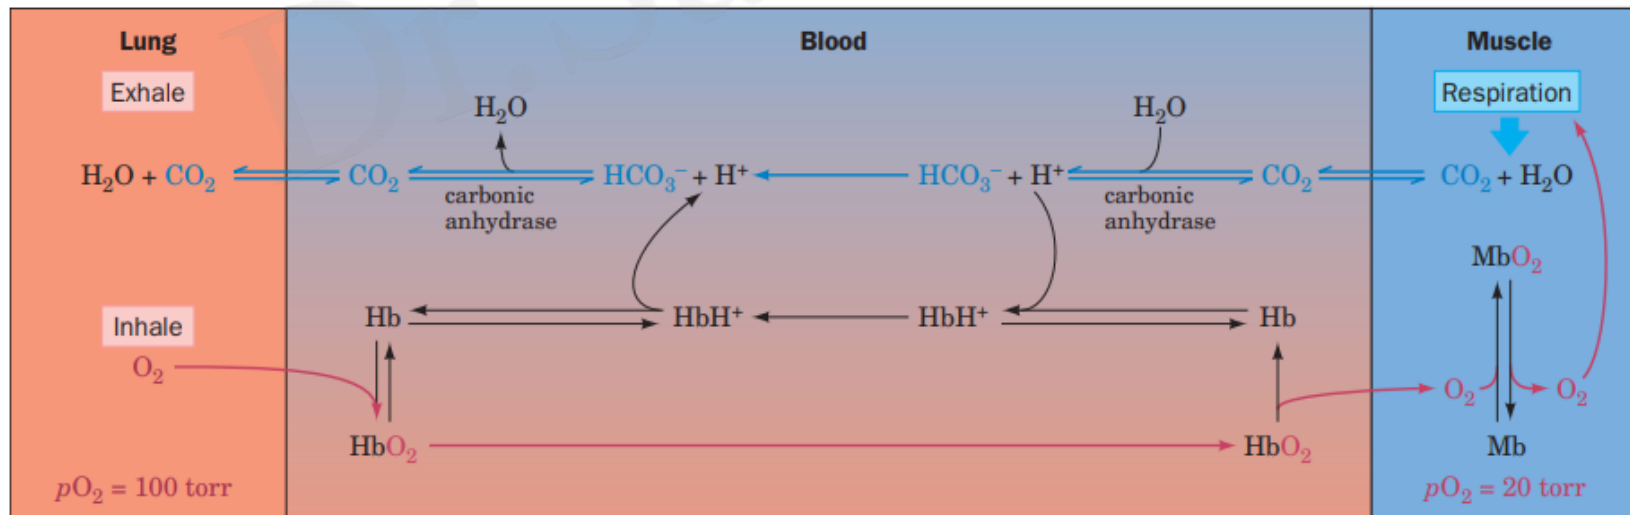 Lung
Blood
Muscle
Exhale
Respiration
H₂O
H₂O
H₂O + CO₂
CO₂
HCO₃⁻ + H⁺
HCO₃⁻ + H⁺
CO₂
CO₂ + H₂O
carbonic
anhydrase
carbonic
anhydrase
MbO₂
Inhale
Hb
HbH⁺
HbH⁺
Hb
O₂
O₂
O₂
HbO₂
HbO₂
Mb
pO₂ = 100 torr
pO₂ = 20 torr